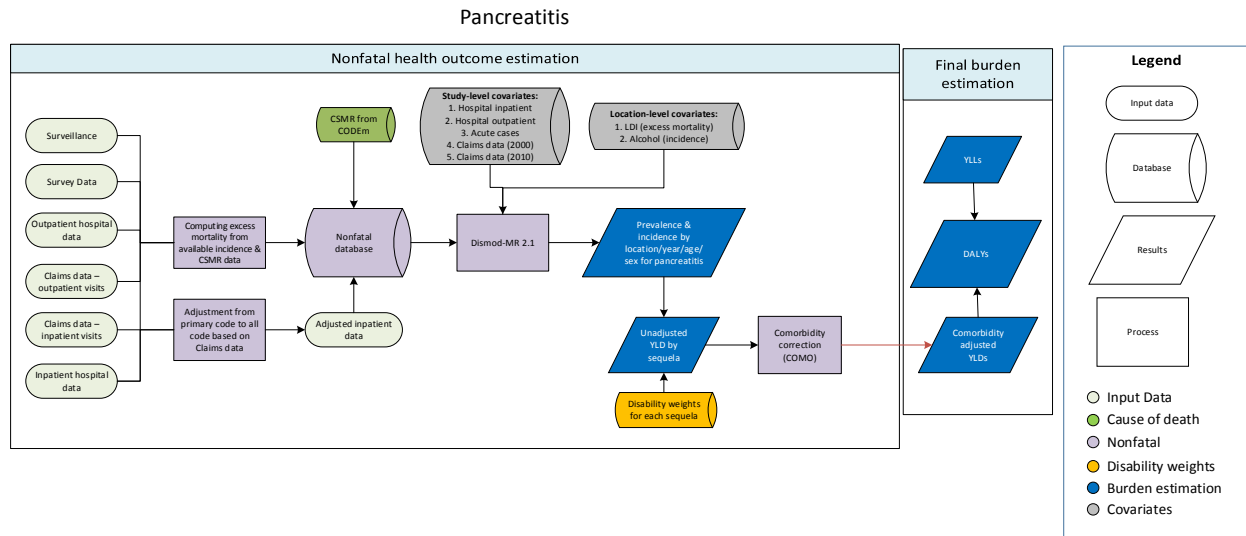 Pancreatitis
Nonfatal health outcome estimation
Surveillance
Survey Data
Outpatient hospital
data
Claims data –
outpatient visits
Claims data –
inpatient visits
Inpatient hospital
data
Computing excess
mortality from
available incidence &
CSMR data
Adjustment from
primary code to all
code based on
Claims data
CSMR from
CODEm
Nonfatal
database
Adjusted inpatient
data
Study-level covariates:
1. Hospital inpatient
2. Hospital outpatient
3. Acute cases
4. Claims data (2000)
5. Claims data (2010)
Location-level covariates:
1. LDI (excess mortality)
2. Alcohol (incidence)
Dismod-MR 2.1
Prevalence &
incidence by
location/year/age/
sex for pancreatitis
Unadjusted
YLD by
sequela
Disability weights
for each sequela
Comorbidity
correction
(COMO)
Final burden
estimation
YLLs
DALYs
Comorbidity
adjusted
YLDs
Legend
Input data
Database
Results
Process
Input Data
Cause of death
Nonfatal
Disability weights
Burden estimation
Covariates